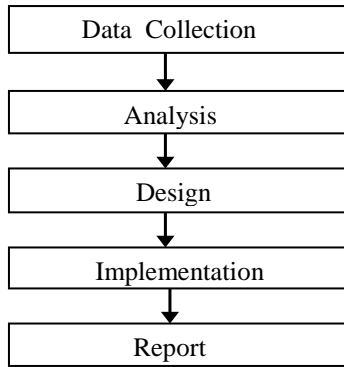 Data Collection
Analysis
Design
Implementation
Report